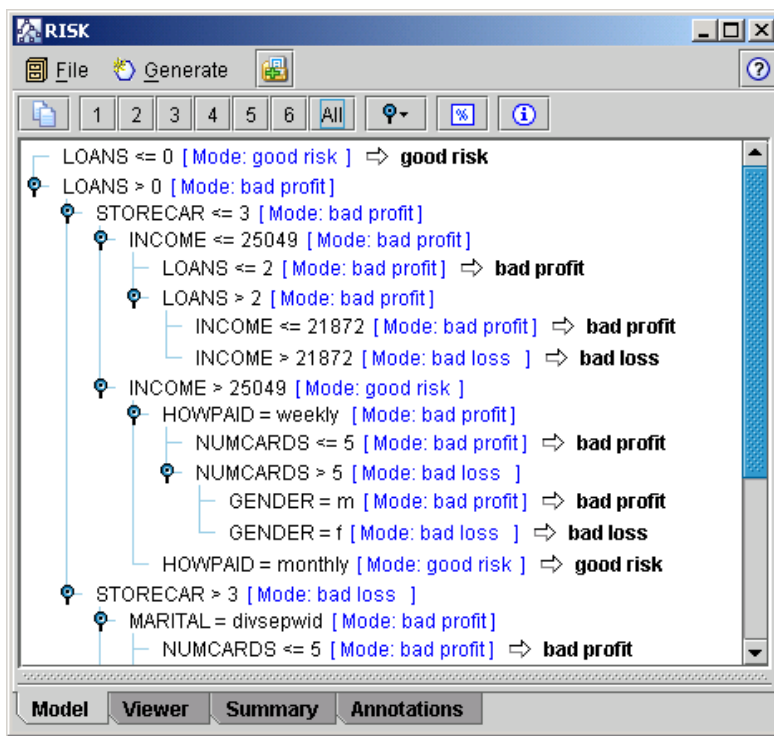 RISK
File Generate
1 2 3 4 5 6 All % i ?
LOANS <= 0 [Mode: good risk ] ⇨ good risk
LOANS > 0 [Mode: bad profit]
STORECAR <= 3 [Mode: bad profit]
INCOME <= 25049 [Mode: bad profit]
LOANS <= 2 [Mode: bad profit] ⇨ bad profit
LOANS > 2 [Mode: bad profit]
INCOME <= 21872 [Mode: bad profit] ⇨ bad profit
INCOME > 21872 [Mode: bad loss ] ⇨ bad loss
INCOME > 25049 [Mode: good risk ]
HOWPAID = weekly [Mode: bad profit]
NUMCARDS <= 5 [Mode: bad profit] ⇨ bad profit
NUMCARDS > 5 [Mode: bad loss ]
GENDER = m [Mode: bad profit] ⇨ bad profit
GENDER = f [Mode: bad loss ] ⇨ bad loss
HOWPAID = monthly [Mode: good risk ] ⇨ good risk
STORECAR > 3 [Mode: bad loss ]
MARITAL = divsepwid [Mode: bad profit]
NUMCARDS <= 5 [Mode: bad profit] ⇨ bad profit
Model Viewer Summary Annotations